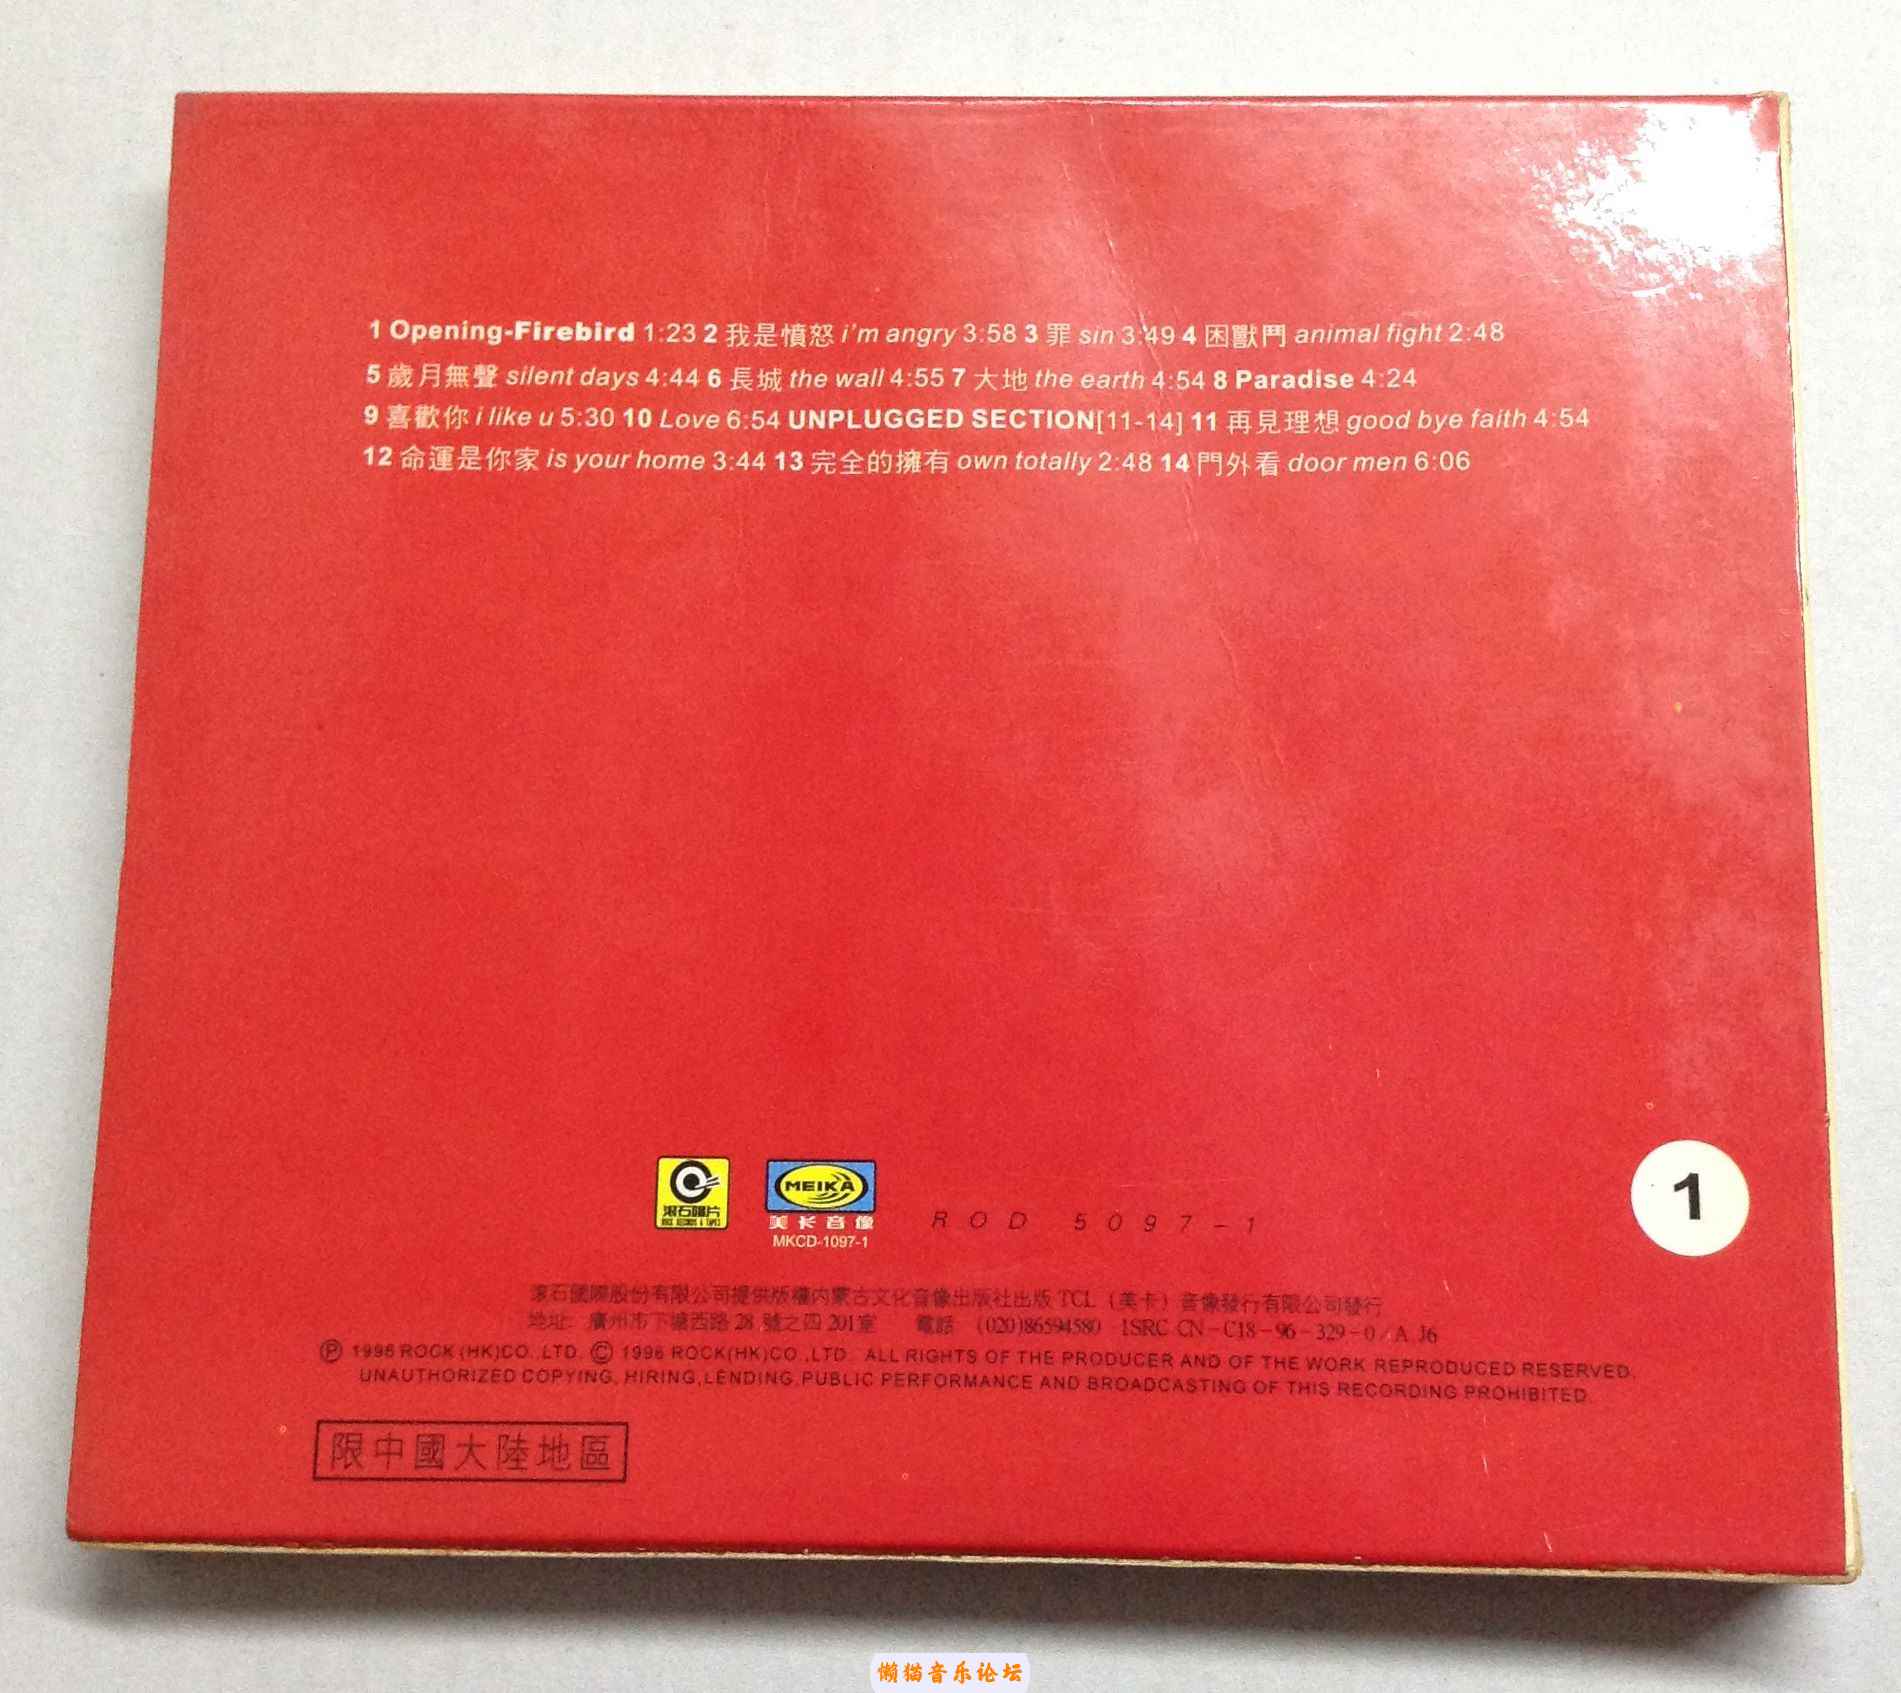 1 Opening-Firebird 1:23 2 我是憤怒 i'm angry 3:58 3 罪 sin 3:49 4 困獸鬥 animal fight 2:48
5 歲月無聲 silent days 4:44 6 長城 the wall 4:55 7 大地 the earth 4:54 8 Paradise 4:24
9 喜歡你 i like u 5:30 10 Love 6:54 UNPLUGGED SECTION[11-14] 11 再見理想 good bye faith 4:54
12 命運是你家 is your home 3:44 13 完全的擁有 own totally 2:48 14 門外看 door men 6:06
滾石唱片
ROCK RECORDS & TAPES
MEIKA
美卡音像
MKCD-1097-1
ROD 5097-1
1
滾石國際股份有限公司提供版權内蒙古文化音像出版社出版 TCL（美卡）音像發行有限公司發行
地址：廣州市下塘西路 28 號之四 201室 電話 (020)86594580 ISRC CN-C18-96-329-0/A.J6
Ⓟ 1996 ROCK (HK)CO.,LTD. © 1996 ROCK(HK)CO.,LTD. ALL RIGHTS OF THE PRODUCER AND OF THE WORK REPRODUCED RESERVED.
UNAUTHORIZED COPYING, HIRING,LENDING,PUBLIC PERFORMANCE AND BROADCASTING OF THIS RECORDING PROHIBITED.
限中國大陸地區
懒猫音乐论坛